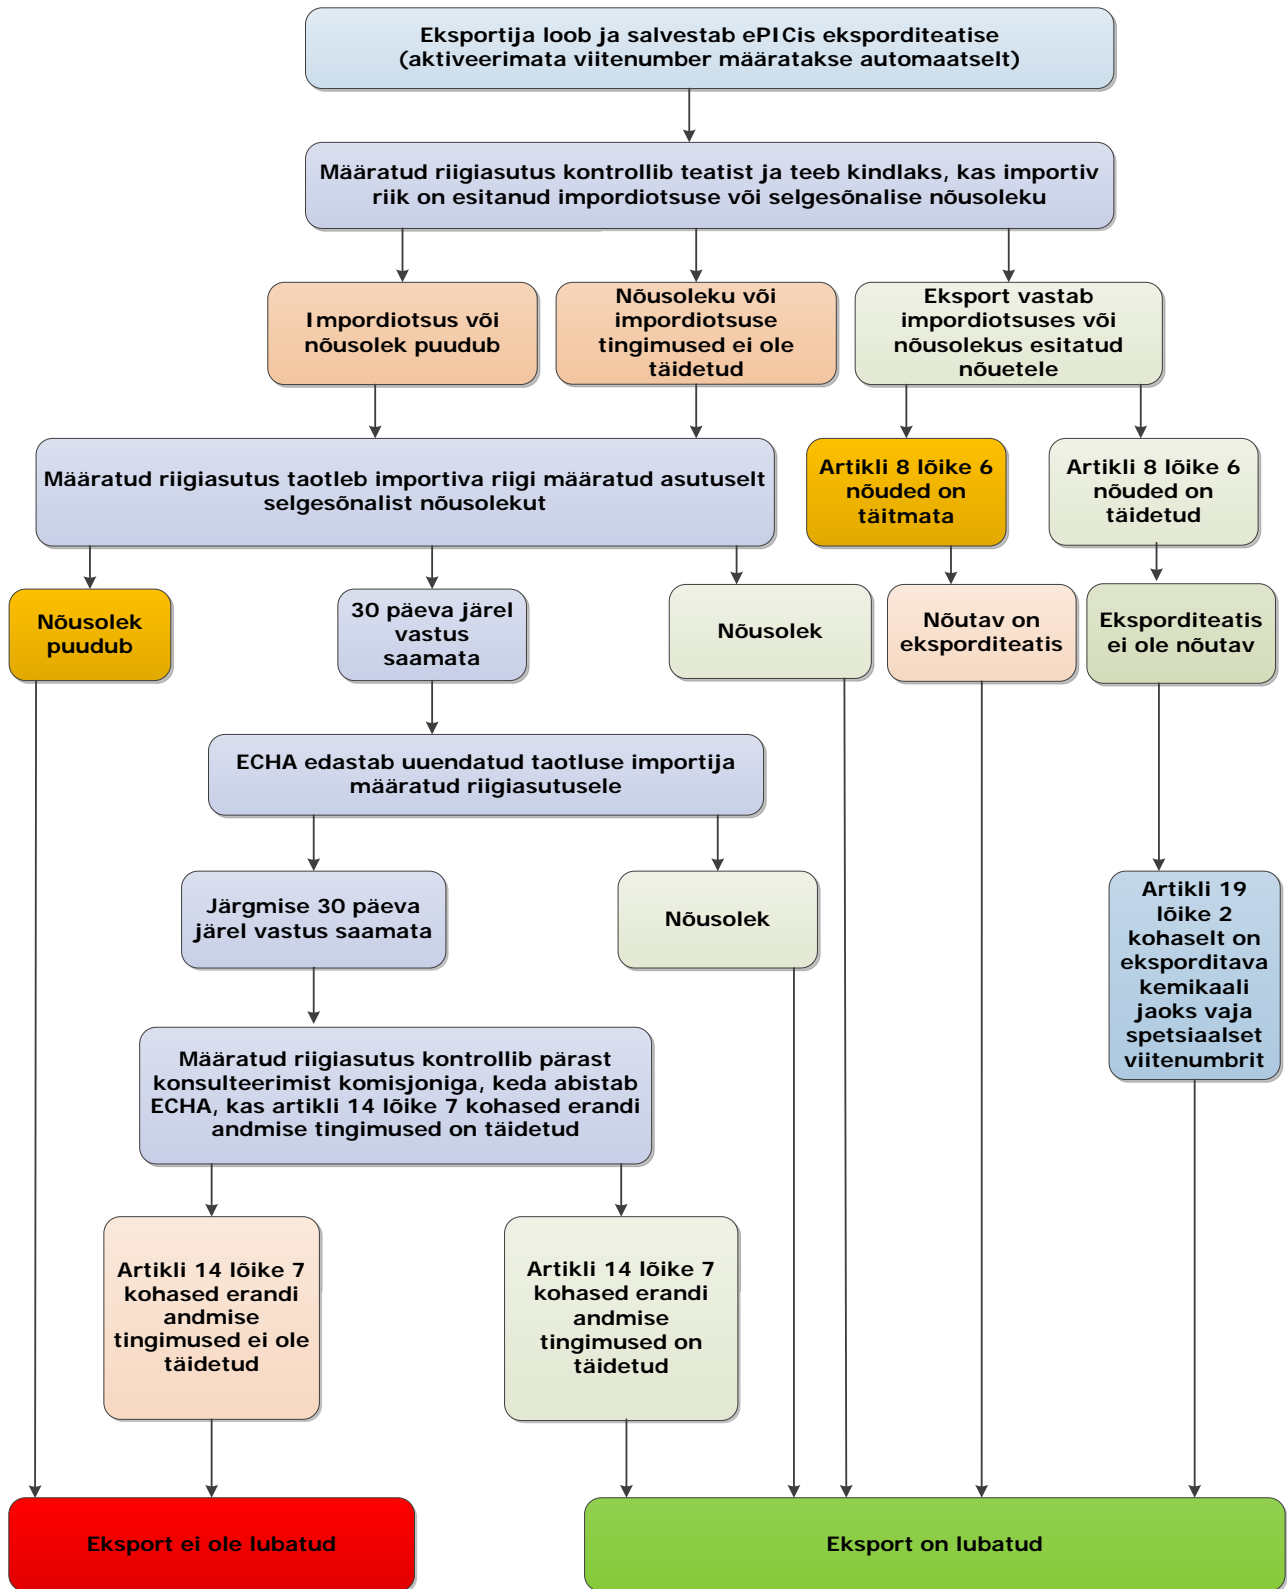 Eksportija loob ja salvestab ePICis eksporditeatise
(aktiveerimata viitenumber määratakse automaatselt)
Määratud riigiasutus kontrollib teatist ja teeb kindlaks, kas importiv
riik on esitanud impordiotsuse või selgesõnalise nõusoleku
Impordiotsus või
nõusolek puudub
Nõusoleku või
impordiotsuse
tingimused ei ole
täidetud
Eksport vastab
impordiotsuses või
nõusolekus esitatud
nõuetele
Määratud riigiasutus taotleb importiva riigi määratud asutuselt
selgesõnalist nõusolekut
Artikli 8 lõike 6
nõuded on
täitmata
Artikli 8 lõike 6
nõuded on
täidetud
Nõusolek
puudub
30 päeva järel
vastus
saamata
Nõusolek
Nõutav on
eksporditeatis
Eksporditeatis
ei ole nõutav
ECHA edastab uuendatud taotluse importija
määratud riigiasutusele
Järgmise 30 päeva
järel vastus saamata
Nõusolek
Artikli 19
lõike 2
kohaselt on
eksporditava
kemikaali
jaoks vaja
spetsiaalset
viitenumbrit
Määratud riigiasutus kontrollib pärast
konsulteerimist komisjoniga, keda abistab
ECHA, kas artikli 14 lõike 7 kohased erandi
andmise tingimused on täidetud
Artikli 14 lõike 7
kohased erandi
andmise
tingimused ei ole
täidetud
Artikli 14 lõike 7
kohased erandi
andmise
tingimused on
täidetud
Eksport ei ole lubatud
Eksport on lubatud